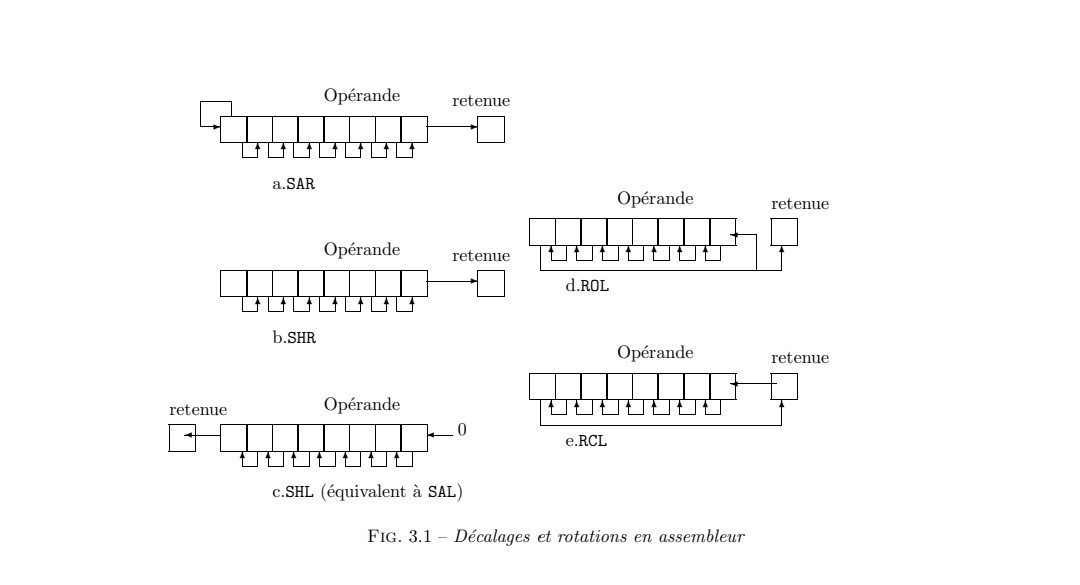 Opérande
retenue
a.SAR
Opérande
retenue
b.SHR
retenue
Opérande
0
c.SHL (équivalent à SAL)
Opérande
retenue
d.ROL
Opérande
retenue
e.RCL
FIG. 3.1 – Décalages et rotations en assembleur